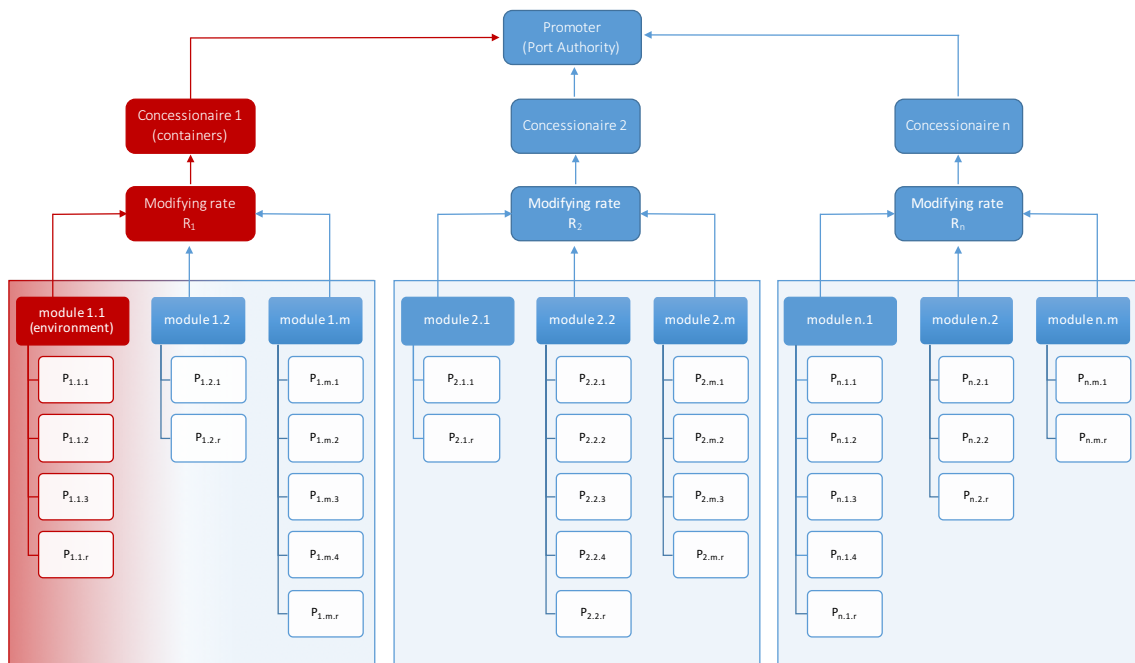 Promoter
(Port Authority)
Concessionaire 1
(containers)
Concessionaire 2
Concessionaire n
Modifying rate
R₁
Modifying rate
R₂
Modifying rate
Rₙ
module 1.1
(environment)
module 1.2
module 1.m
module 2.1
module 2.2
module 2.m
module n.1
module n.2
module n.m
P1.1.1
P1.2.1
P1.m.1
P2.1.1
P2.2.1
P2.m.1
Pn.1.1
Pn.2.1
Pn.m.1
P1.1.2
P1.2.r
P1.m.2
P2.1.r
P2.2.2
P2.m.2
Pn.1.2
Pn.2.2
Pn.m.r
P1.1.3
P1.m.3
P2.2.3
P2.m.3
Pn.1.3
Pn.2.r
P1.1.r
P1.m.4
P2.2.4
P2.m.r
Pn.1.4
P1.m.r
P2.2.r
Pn.1.r